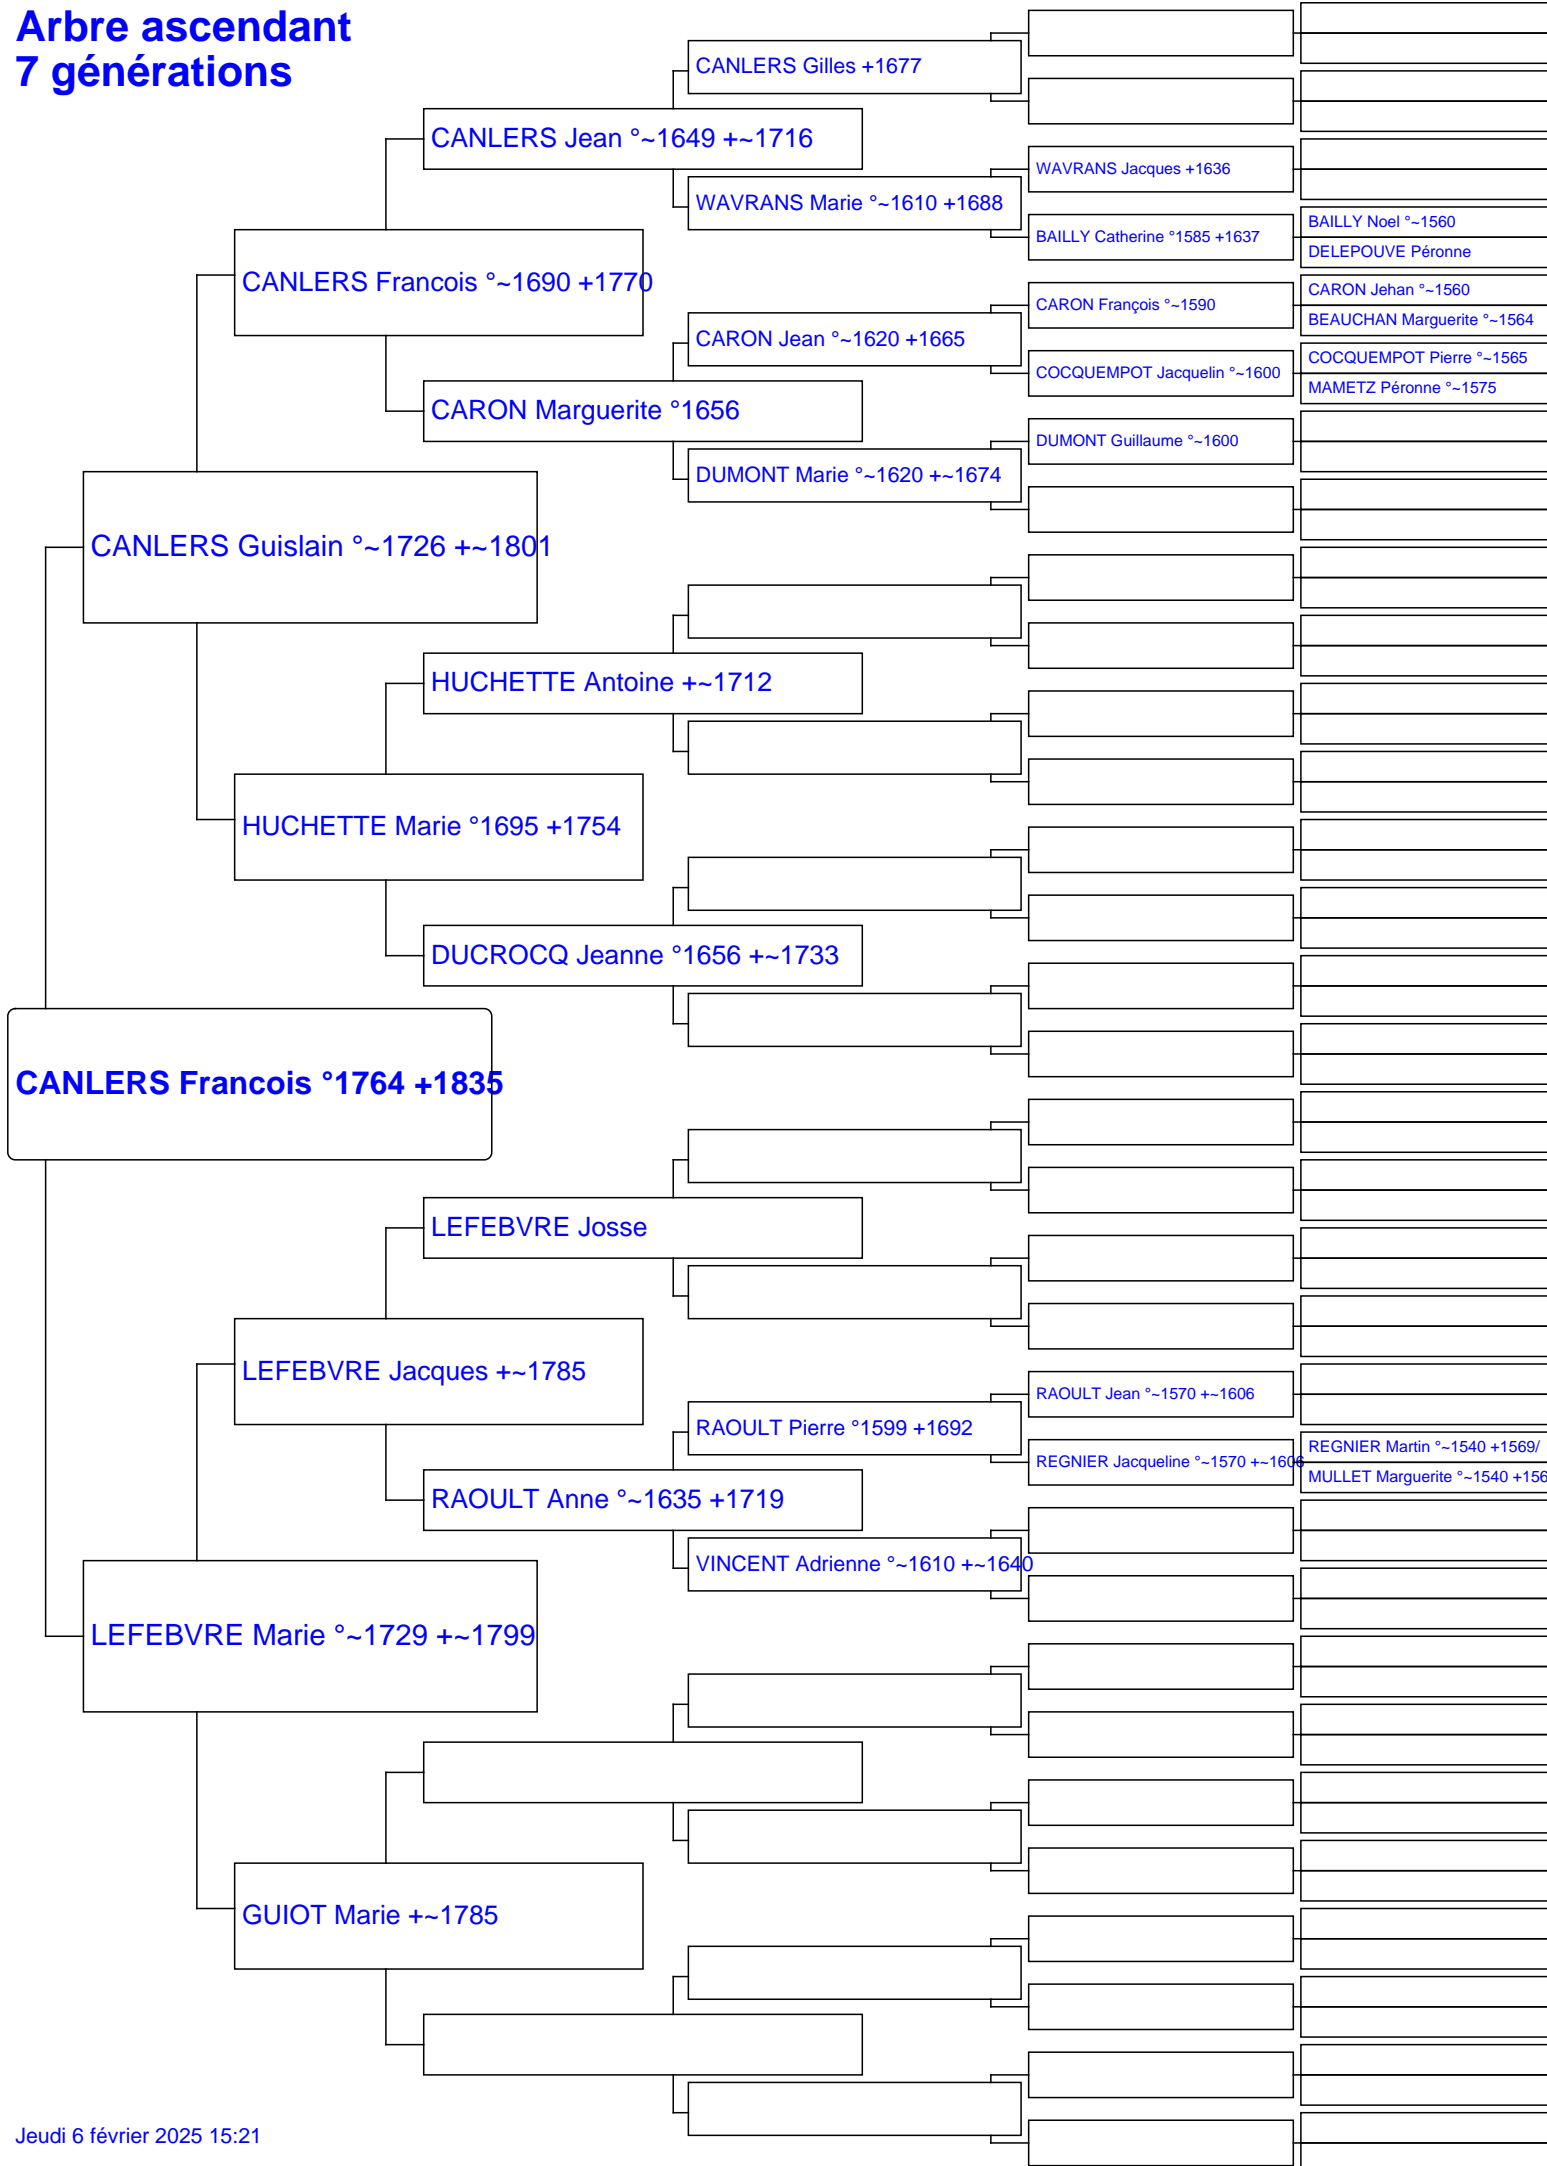 Arbre ascendant
7 générations
CANLERS Gilles +1677
CANLERS Jean °~1649 +~1716
WAVRANS Jacques +1636
WAVRANS Marie °~1610 +1688
BAILLY Noel °~1560
BAILLY Catherine °1585 +1637
DELEPOUVE Péronne
CANLERS Francois °~1690 +1770
CARON Jehan °~1560
CARON François °~1590
BEAUCHAN Marguerite °~1564
CARON Jean °~1620 +1665
COCQUEMPOT Pierre °~1565
COCQUEMPOT Jacquelin °~1600
MAMETZ Péronne °~1575
CARON Marguerite °1656
DUMONT Guillaume °~1600
DUMONT Marie °~1620 +~1674
CANLERS Guislain °~1726 +~1801
HUCHETTE Antoine +~1712
HUCHETTE Marie °1695 +1754
DUCROCQ Jeanne °1656 +~1733
CANLERS Francois °1764 +1835
LEFEBVRE Josse
LEFEBVRE Jacques +~1785
RAOULT Jean °~1570 +~1606
RAOULT Pierre °1599 +1692
REGNIER Martin °~1540 +1569/
REGNIER Jacqueline °~1570 +~1606
MULLET Marguerite °~1540 +156
RAOULT Anne °~1635 +1719
VINCENT Adrienne °~1610 +~1640
LEFEBVRE Marie °~1729 +~1799
GUIOT Marie +~1785
Jeudi 6 février 2025 15:21